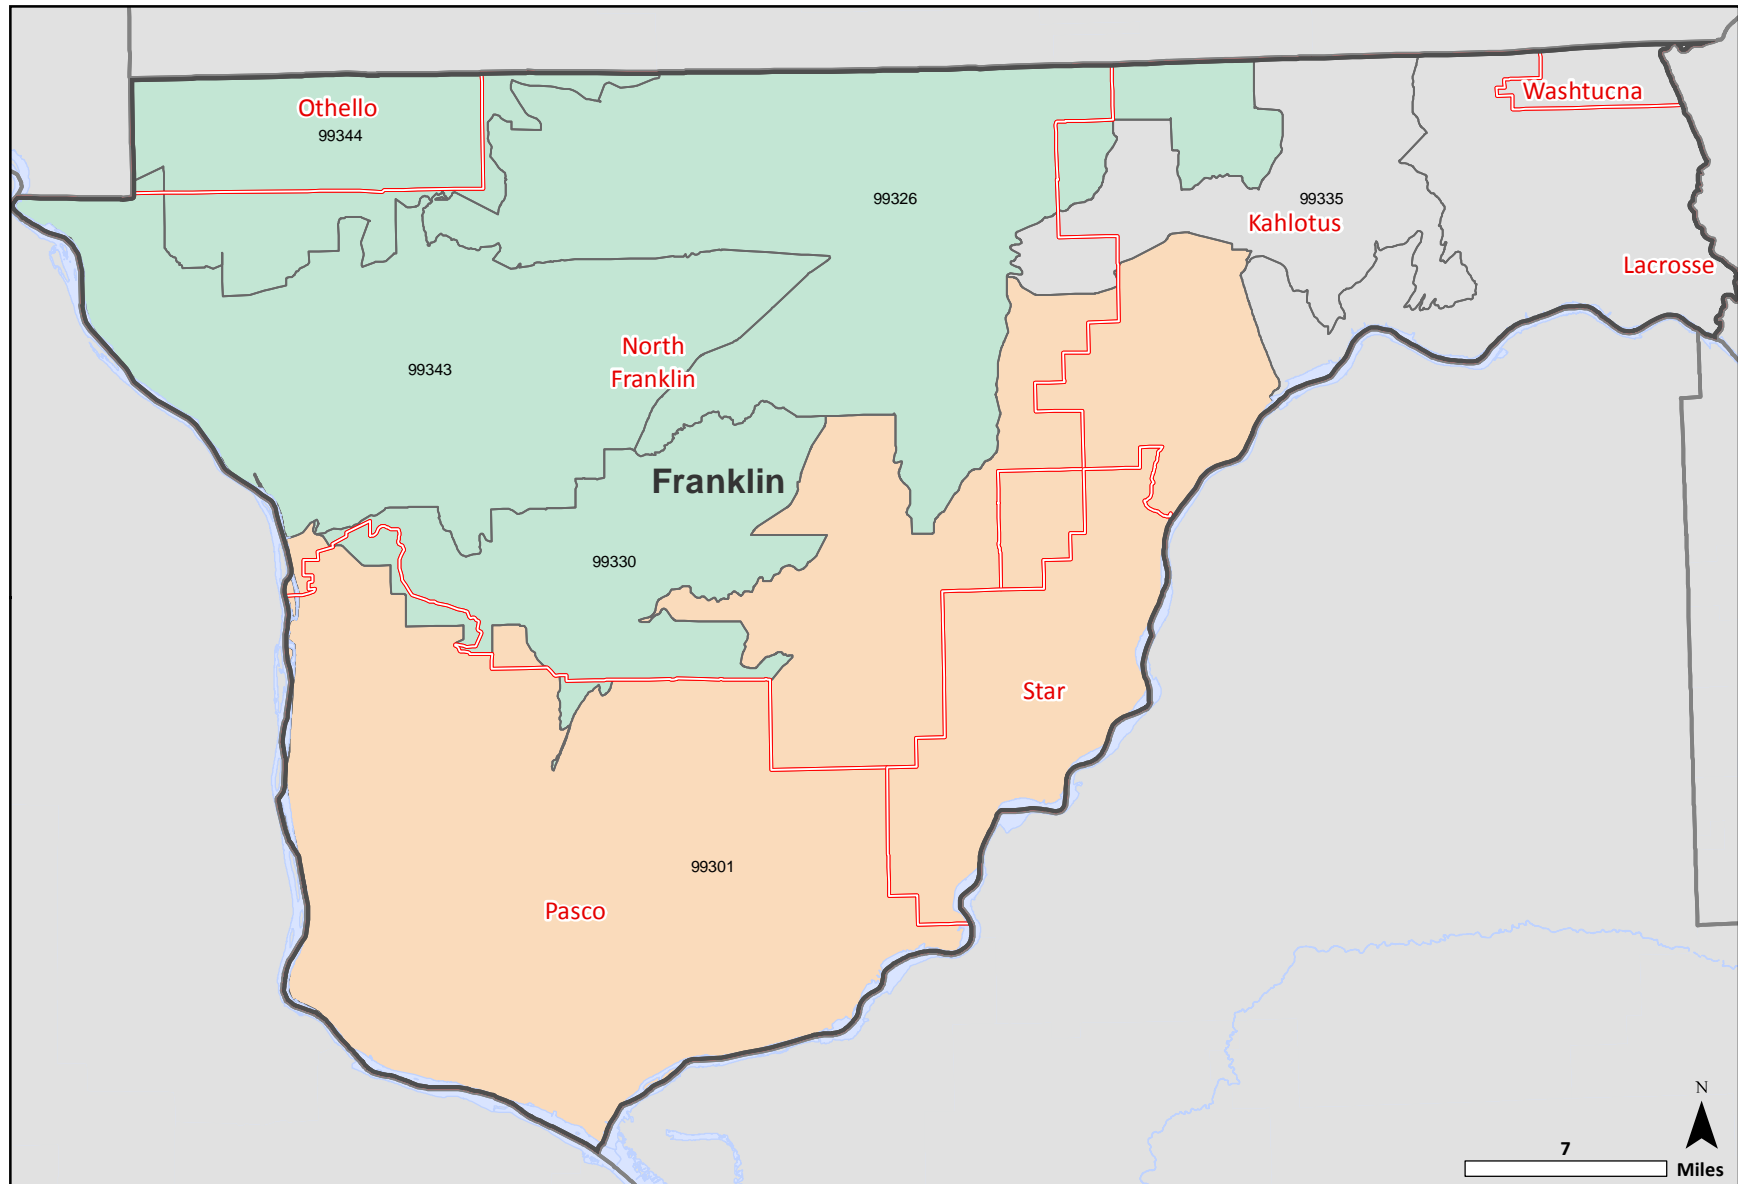 Othello
99344
Washtucna
99326
99335
Kahlotus
Lacrosse
North
Franklin
99343
Franklin
99330
Star
99301
Pasco
N
7
Miles